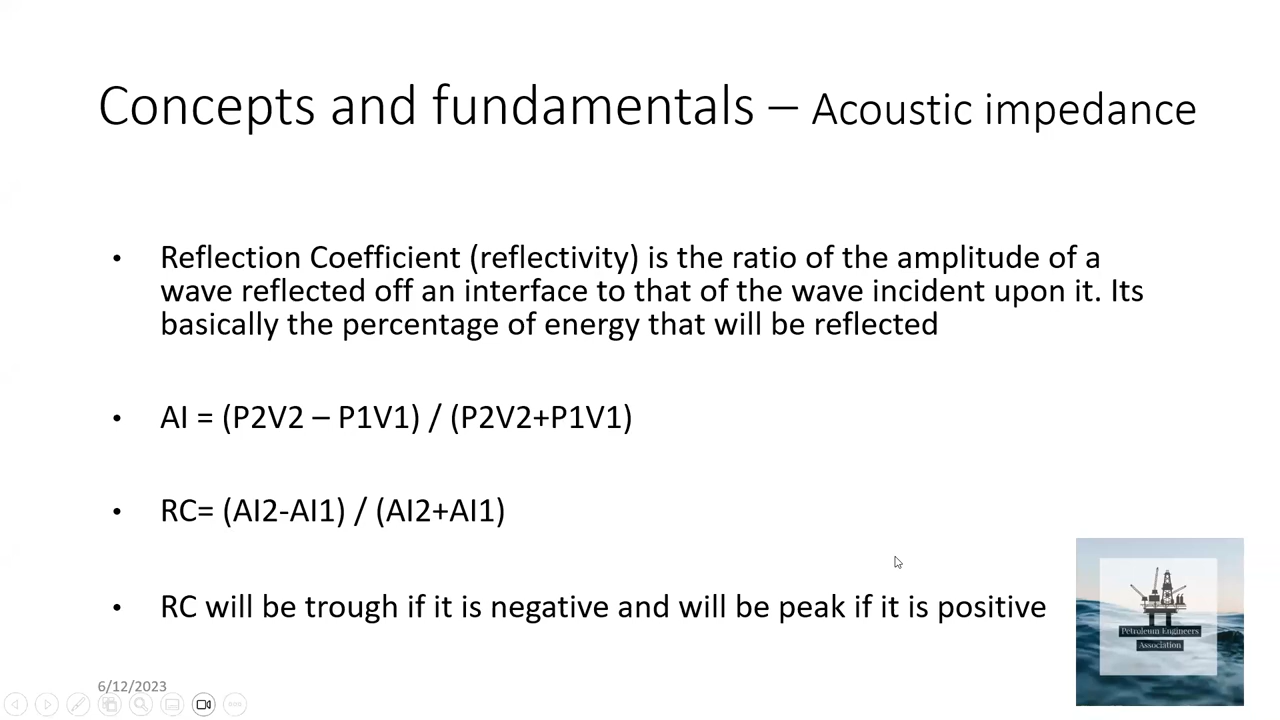 Concepts and fundamentals – Acoustic impedance
• Reflection Coefficient (reflectivity) is the ratio of the amplitude of a
wave reflected off an interface to that of the wave incident upon it. Its
basically the percentage of energy that will be reflected
• AI = (P2V2 – P1V1) / (P2V2+P1V1)
• RC= (AI2-AI1) / (AI2+AI1)
• RC will be trough if it is negative and will be peak if it is positive
Petroleum Engineers
Association
6/12/2023